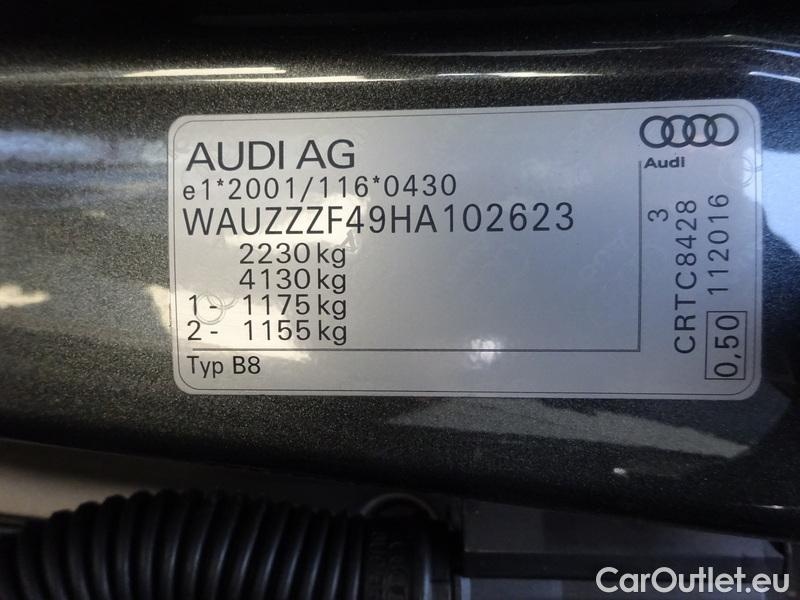 AUDI AG
e1*2001/116*0430
WAUZZZF49HA102623
2230 kg
4130 kg
1 - 1175 kg
2 - 1155 kg
Typ B8
Audi
3
CRTC8428
112016
0,50
CarOutlet.eu